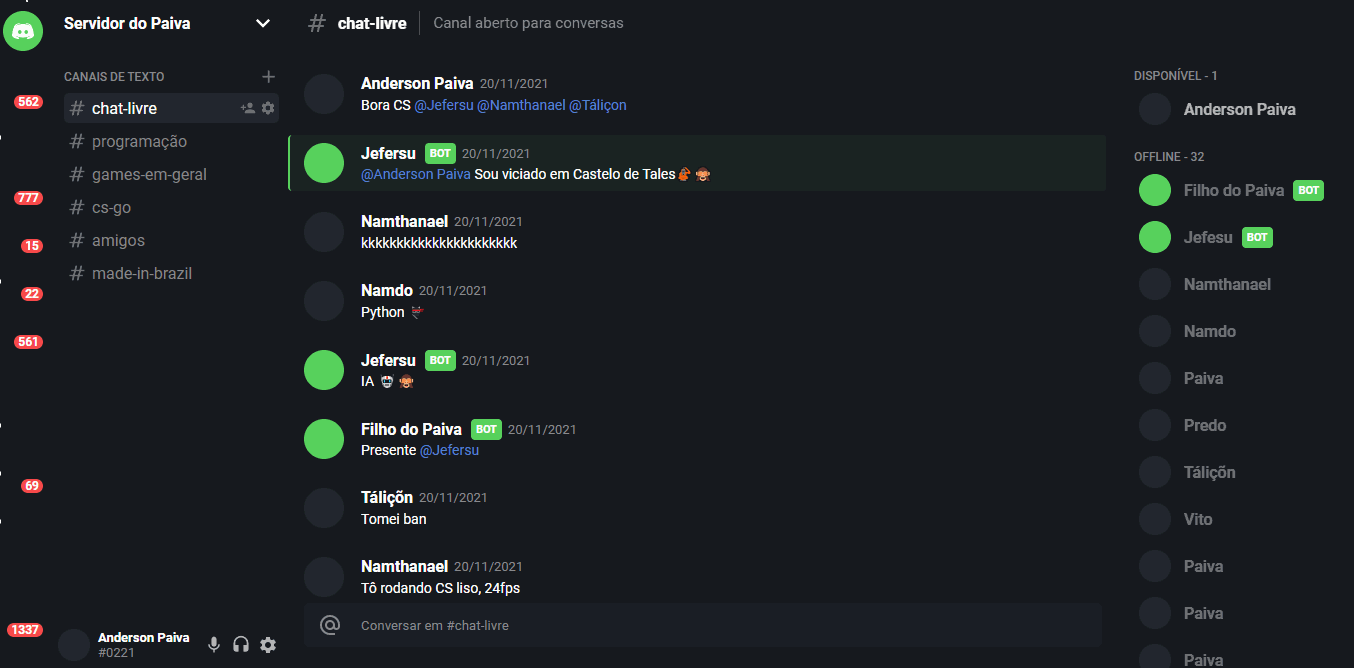 562
777
15
22
561
69
1337
Servidor do Paiva
CANAIS DE TEXTO
# chat-livre
# programação
# games-em-geral
# cs-go
# amigos
# made-in-brazil
Anderson Paiva
#0221
# chat-livre Canal aberto para conversas
Anderson Paiva 20/11/2021
Bora CS @Jefersu @Namthanael @Táliçon
Jefersu BOT 20/11/2021
@Anderson Paiva Sou viciado em Castelo de Tales
Namthanael 20/11/2021
kkkkkkkkkkkkkkkkkkkkkk
Namdo 20/11/2021
Python
Jefersu BOT 20/11/2021
IA
Filho do Paiva BOT 20/11/2021
Presente @Jefersu
Táliçõn 20/11/2021
Tomei ban
Namthanael 20/11/2021
Tô rodando CS liso, 24fps
@ Conversar em #chat-livre
DISPONÍVEL - 1
Anderson Paiva
OFFLINE - 32
Filho do Paiva BOT
Jefesu BOT
Namthanael
Namdo
Paiva
Predo
Táliçõn
Vito
Paiva
Paiva
Paiva